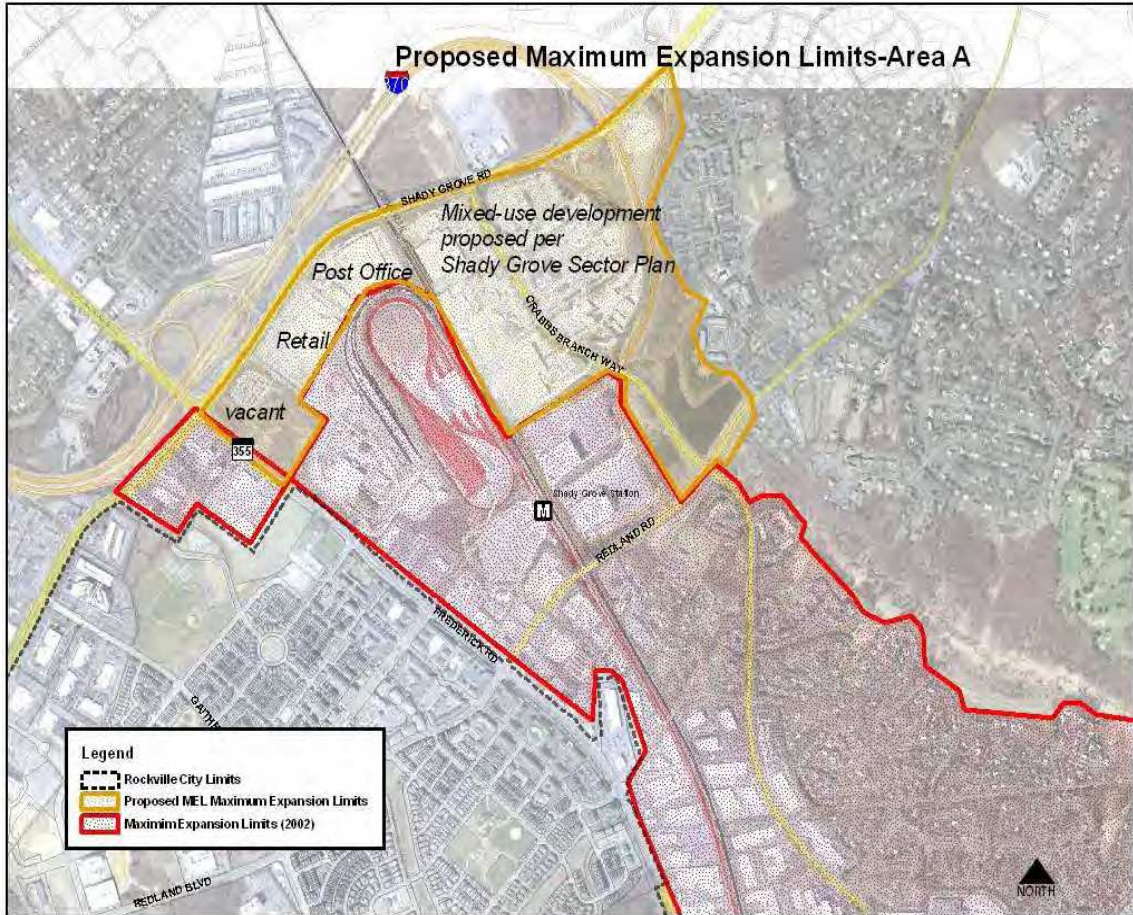 Proposed Maximum Expansion Limits-Area A
370
SHADY GROVE RD
Mixed-use development
proposed per
Shady Grove Sector Plan
Post Office
CRABBS BRANCH WAY
Retail
vacant
355
Shady Grove Station
M
REDLAND RD
FREDERICK RD
Legend
Rockville City Limits
Proposed MEL Maximum Expansion Limits
Maximim Expansion Limits (2002)
REDLAND BLVD
NORTH